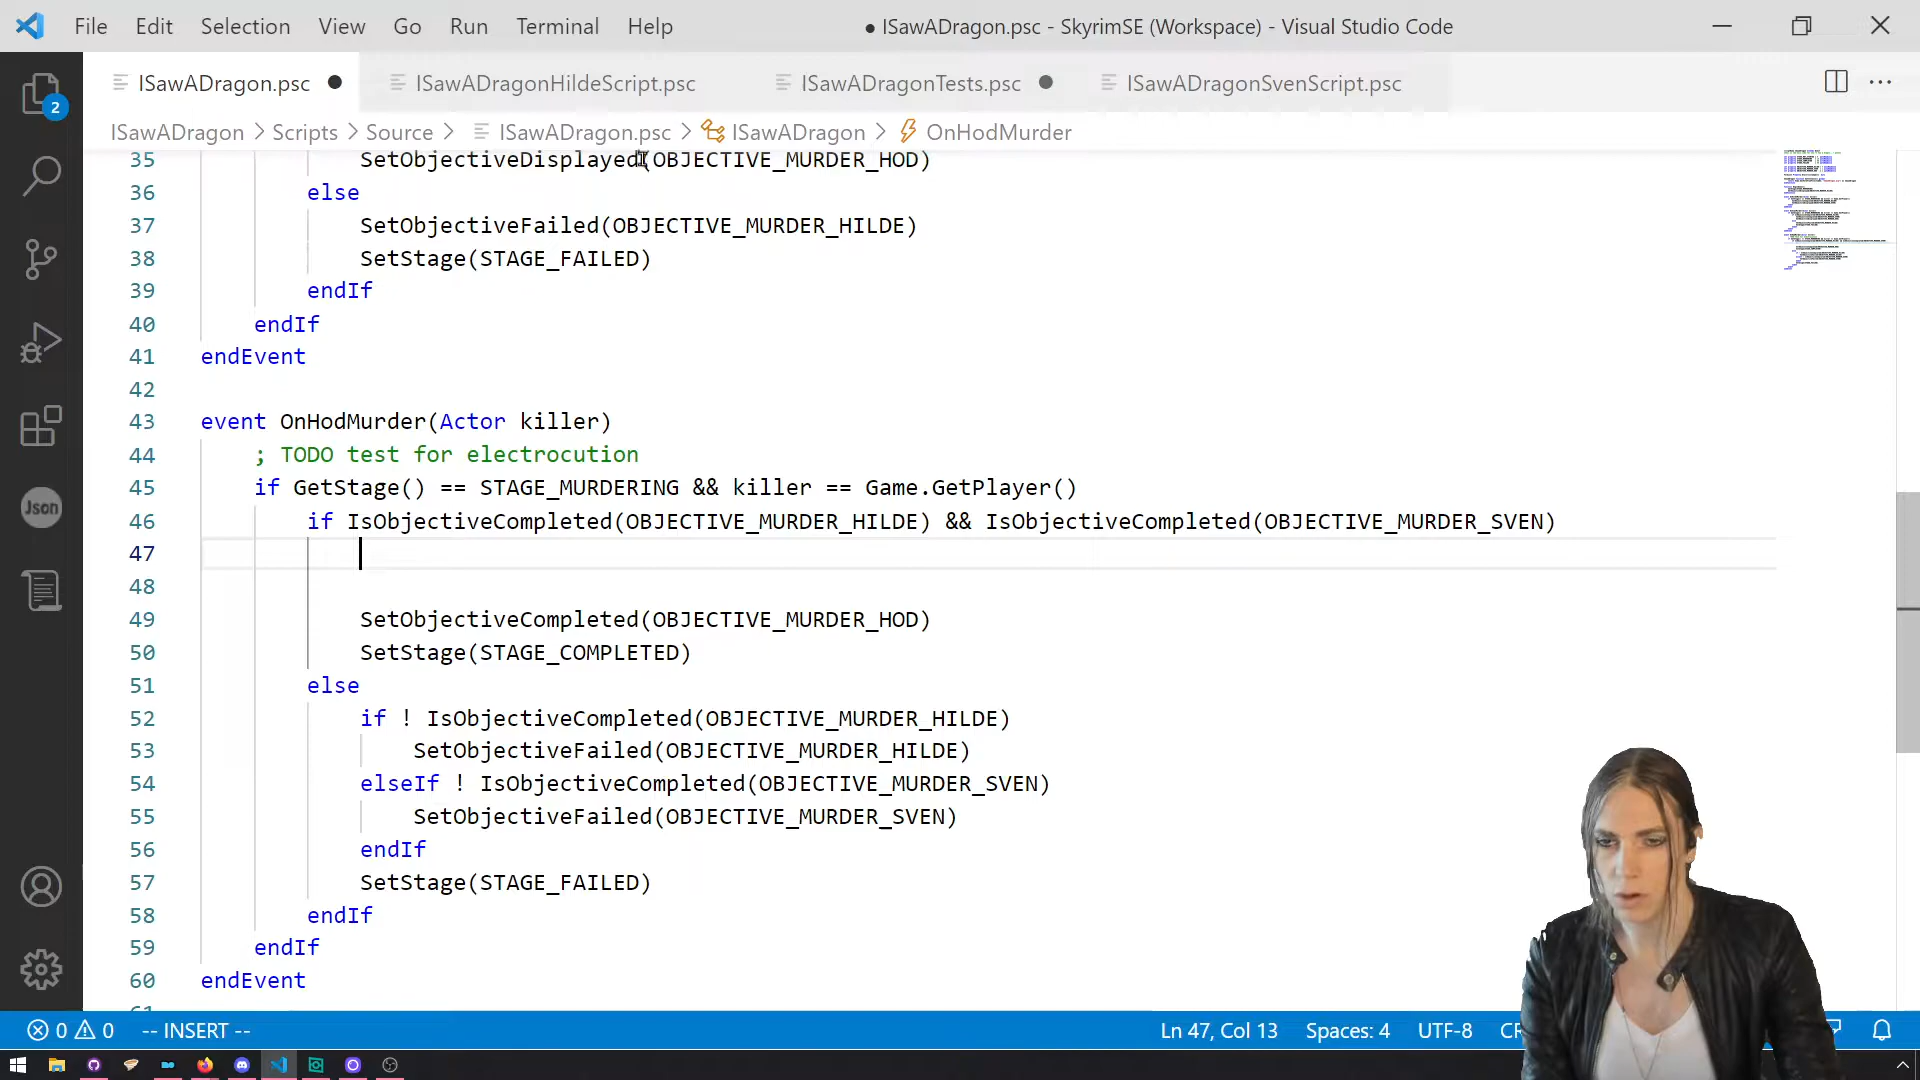 File Edit Selection View Go Run Terminal Help ● ISawADragon.psc - SkyrimSE (Workspace) - Visual Studio Code
ISawADragon.psc ISawADragonHildeScript.psc ISawADragonTests.psc ISawADragonSvenScript.psc
2
ISawADragon > Scripts > Source > ISawADragon.psc > ISawADragon > OnHodMurder
35 SetObjectiveDisplayed(OBJECTIVE_MURDER_HOD)
36 else
37 SetObjectiveFailed(OBJECTIVE_MURDER_HILDE)
38 SetStage(STAGE_FAILED)
39 endIf
40 endIf
41 endEvent
42
43 event OnHodMurder(Actor killer)
44 ; TODO test for electrocution
45 if GetStage() == STAGE_MURDERING && killer == Game.GetPlayer()
46 if IsObjectiveCompleted(OBJECTIVE_MURDER_HILDE) && IsObjectiveCompleted(OBJECTIVE_MURDER_SVEN)
Json
47
48
49 SetObjectiveCompleted(OBJECTIVE_MURDER_HOD)
50 SetStage(STAGE_COMPLETED)
51 else
52 if ! IsObjectiveCompleted(OBJECTIVE_MURDER_HILDE)
53 SetObjectiveFailed(OBJECTIVE_MURDER_HILDE)
54 elseIf ! IsObjectiveCompleted(OBJECTIVE_MURDER_SVEN)
55 SetObjectiveFailed(OBJECTIVE_MURDER_SVEN)
56 endIf
57 SetStage(STAGE_FAILED)
58 endIf
59 endIf
60 endEvent
0 0 -- INSERT -- Ln 47, Col 13 Spaces: 4 UTF-8